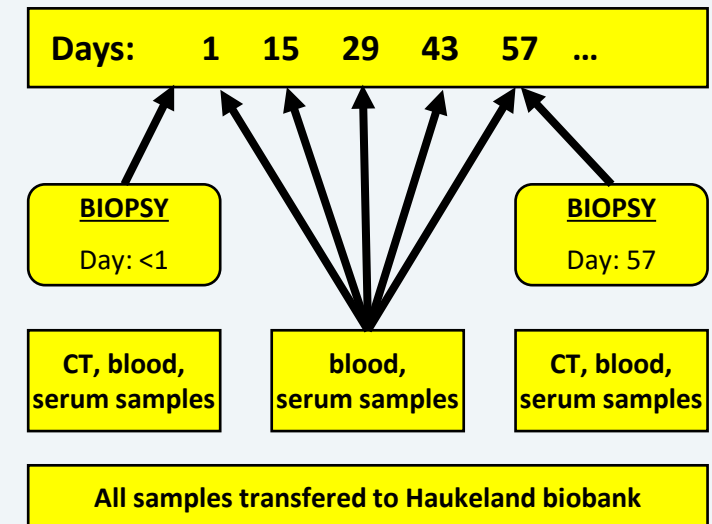 Days: 1 15 29 43 57 …
BIOPSY
Day: <1
BIOPSY
Day: 57
CT, blood,
serum samples
blood,
serum samples
CT, blood,
serum samples
All samples transfered to Haukeland biobank